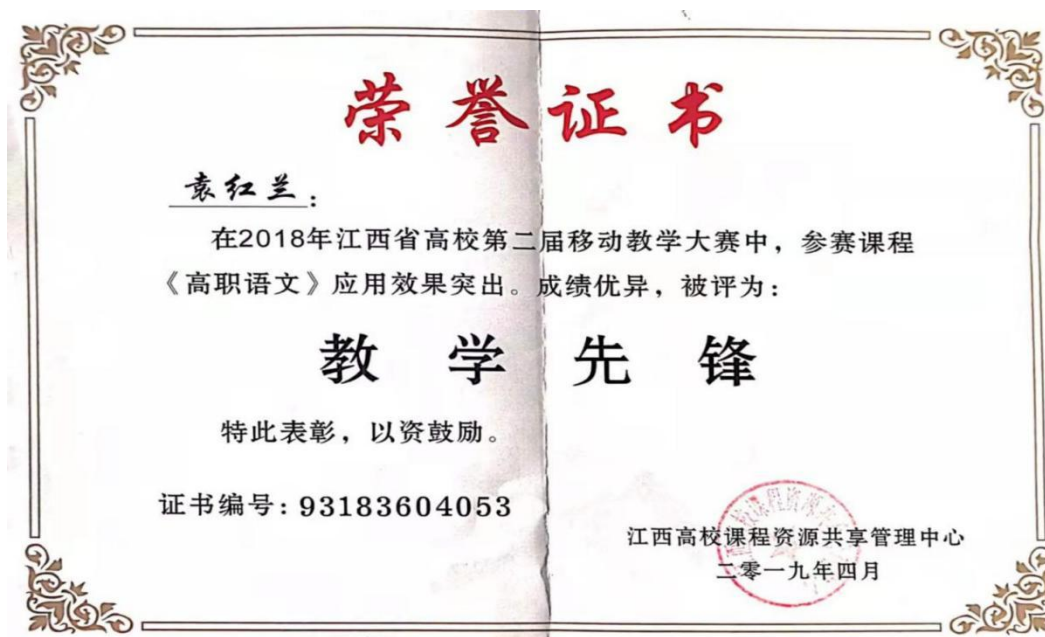 荣誉证书
袁红兰：
在2018年江西省高校第二届移动教学大赛中，参赛课程
《高职语文》应用效果突出。成绩优异，被评为：
教学先锋
特此表彰，以资鼓励。
证书编号：93183604053
江西高校课程资源共享管理中心
二零一九年四月